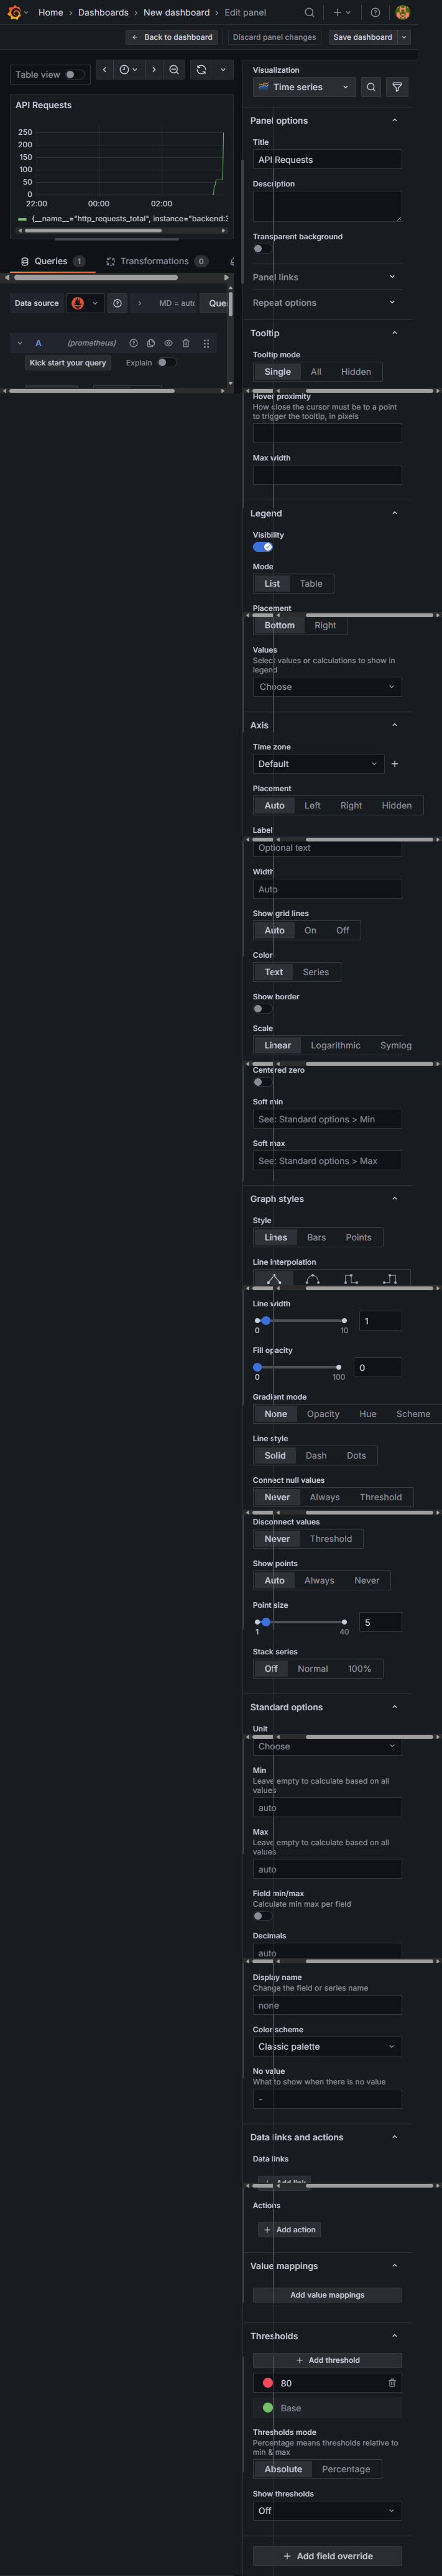 Home › Dashboards › New dashboard › Edit panel
Back to dashboard
Discard panel changes
Save dashboard
Table view
Visualization
Time series
API Requests
250
200
150
100
50
0
22:00
00:00
02:00
{__name__="http_requests_total", instance="backend:3
Queries 1
Transformations 0
Data source
MD = auto
Que
A
(prometheus)
Kick start your query
Explain
Panel options
Title
API Requests
Description
Transparent background
Panel links
Repeat options
Tooltip
Tooltip mode
Single
All
Hidden
Hover proximity
How close the cursor must be to a point
to trigger the tooltip, in pixels
Max width
Legend
Visibility
Mode
List
Table
Placement
Bottom
Right
Values
Select values or calculations to show in
legend
Choose
Axis
Time zone
Default
Placement
Auto
Left
Right
Hidden
Label
Optional text
Width
Auto
Show grid lines
Auto
On
Off
Color
Text
Series
Show border
Scale
Linear
Logarithmic
Symlog
Centered zero
Soft min
See: Standard options > Min
Soft max
See: Standard options > Max
Graph styles
Style
Lines
Bars
Points
Line interpolation
Line width
0
10
1
Fill opacity
0
100
0
Gradient mode
None
Opacity
Hue
Scheme
Line style
Solid
Dash
Dots
Connect null values
Never
Always
Threshold
Disconnect values
Never
Threshold
Show points
Auto
Always
Never
Point size
1
40
5
Stack series
Off
Normal
100%
Standard options
Unit
Choose
Min
Leave empty to calculate based on all
values
auto
Max
Leave empty to calculate based on all
values
auto
Field min/max
Calculate min max per field
Decimals
auto
Display name
Change the field or series name
none
Color scheme
Classic palette
No value
What to show when there is no value
-
Data links and actions
Data links
Add link
Actions
Add action
Value mappings
Add value mappings
Thresholds
Add threshold
80
Base
Thresholds mode
Percentage means thresholds relative to
min & max
Absolute
Percentage
Show thresholds
Off
Add field override